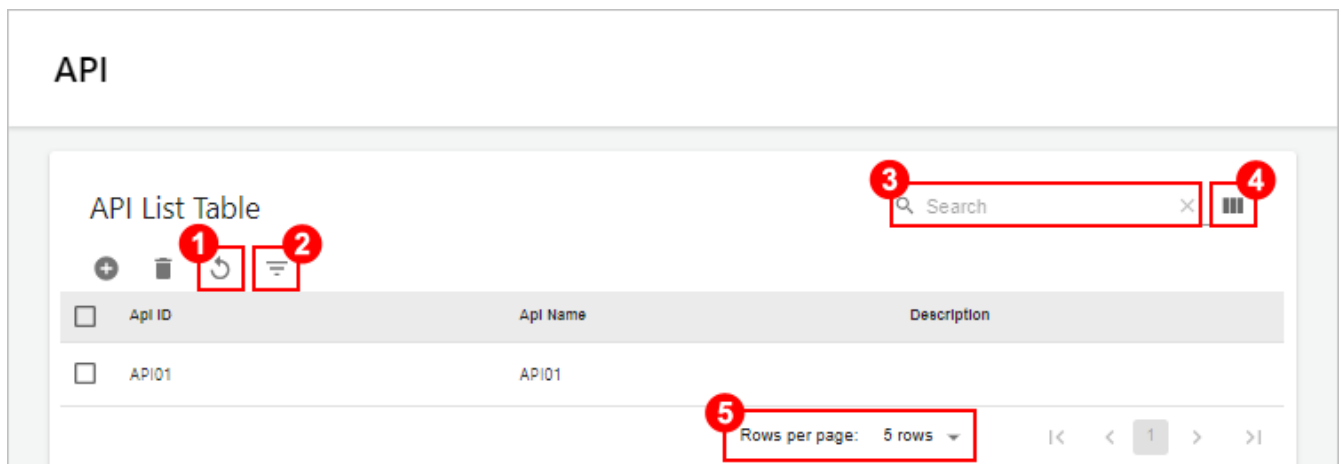 API
API List Table
3
Search
4
1
2
Api ID Api Name Description
API01 API01
5
Rows per page: 5 rows
1